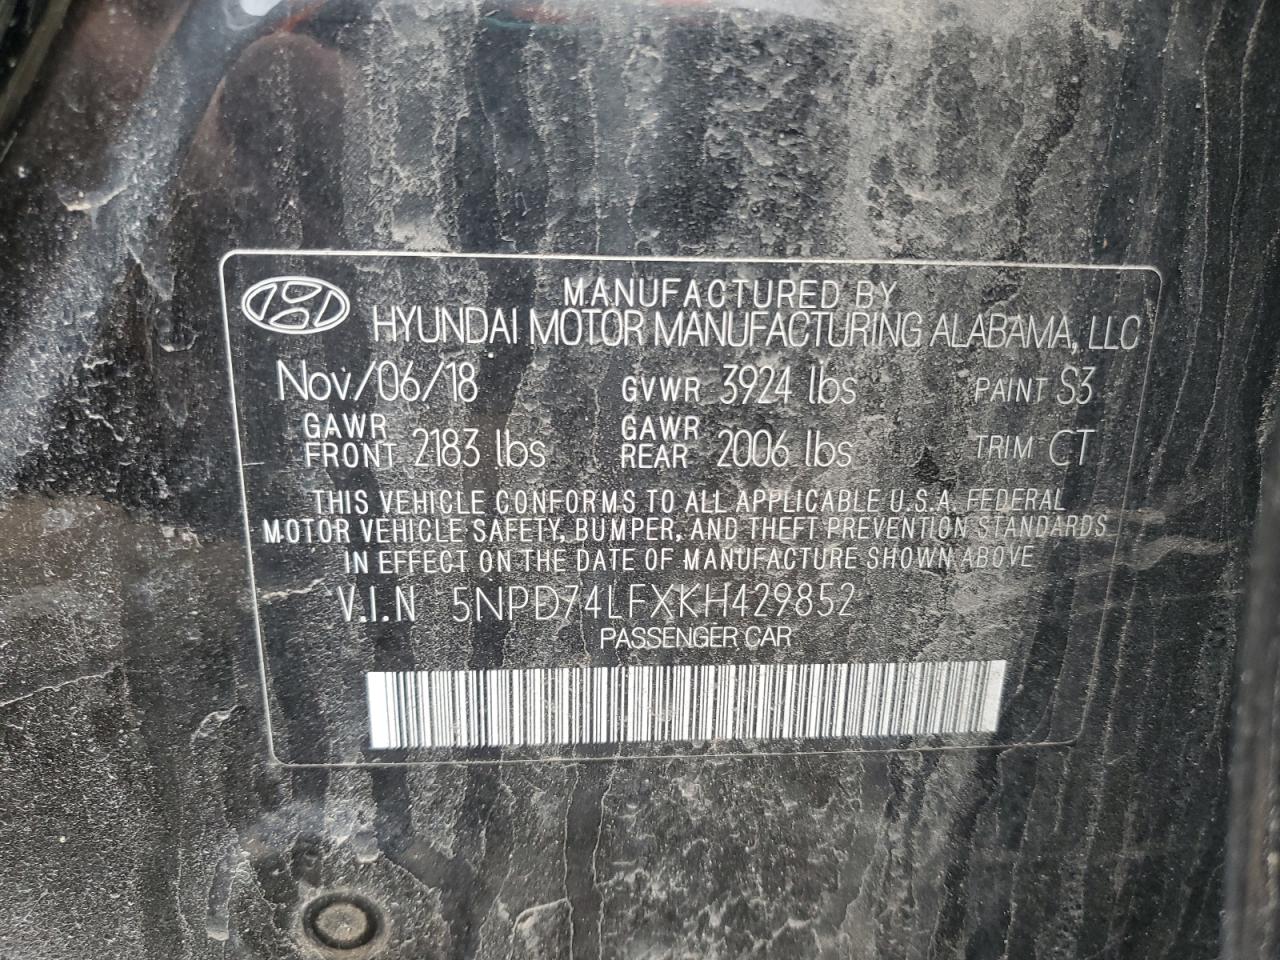 MANUFACTURED BY
HYUNDAI MOTOR MANUFACTURING ALABAMA, LLC
Nov/06/18 GVWR 3924 lbs PAINT S3
GAWR FRONT 2183 lbs GAWR REAR 2006 lbs TRIM CT
THIS VEHICLE CONFORMS TO ALL APPLICABLE U.S.A. FEDERAL
MOTOR VEHICLE SAFETY, BUMPER, AND THEFT PREVENTION STANDARDS
IN EFFECT ON THE DATE OF MANUFACTURE SHOWN ABOVE
V.I.N 5NPD74LFXKH429852
PASSENGER CAR